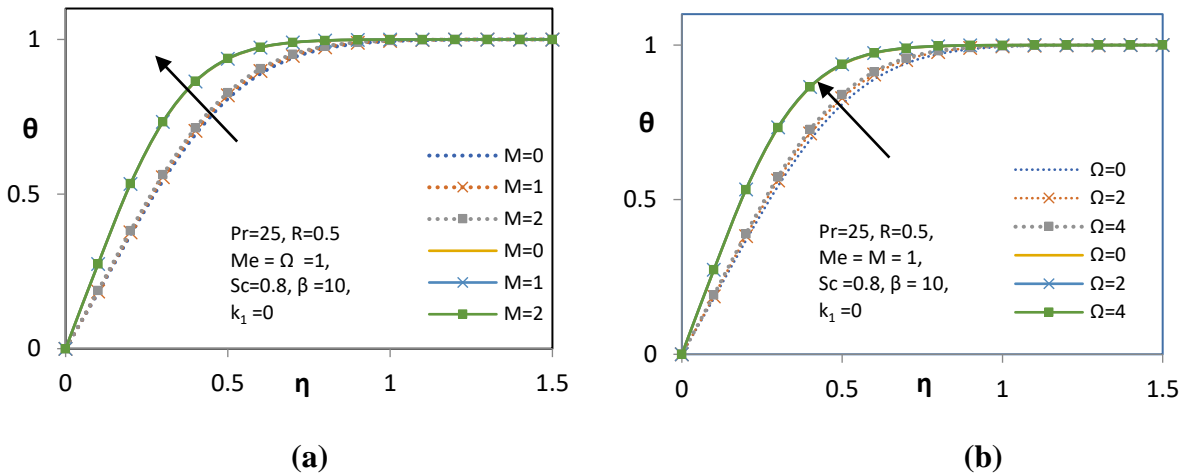 1
θ
0.5
0
0
0.5
η
1
1.5
M=0
M=1
M=2
M=0
M=1
M=2
Pr=25, R=0.5
Me = Ω =1,
Sc=0.8, β =10,
k₁ =0
(a)
1
θ
0.5
0
0
0.5
η
1
1.5
Ω=0
Ω=2
Ω=4
Ω=0
Ω=2
Ω=4
Pr=25, R=0.5,
Me = M = 1,
Sc =0.8, β = 10,
k₁ =0
(b)